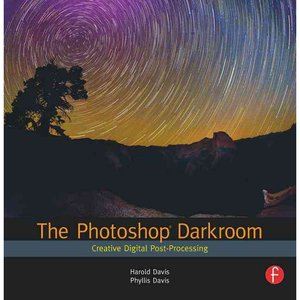 The Photoshop® Darkroom
Creative Digital Post-Processing
Harold Davis
Phyllis Davis